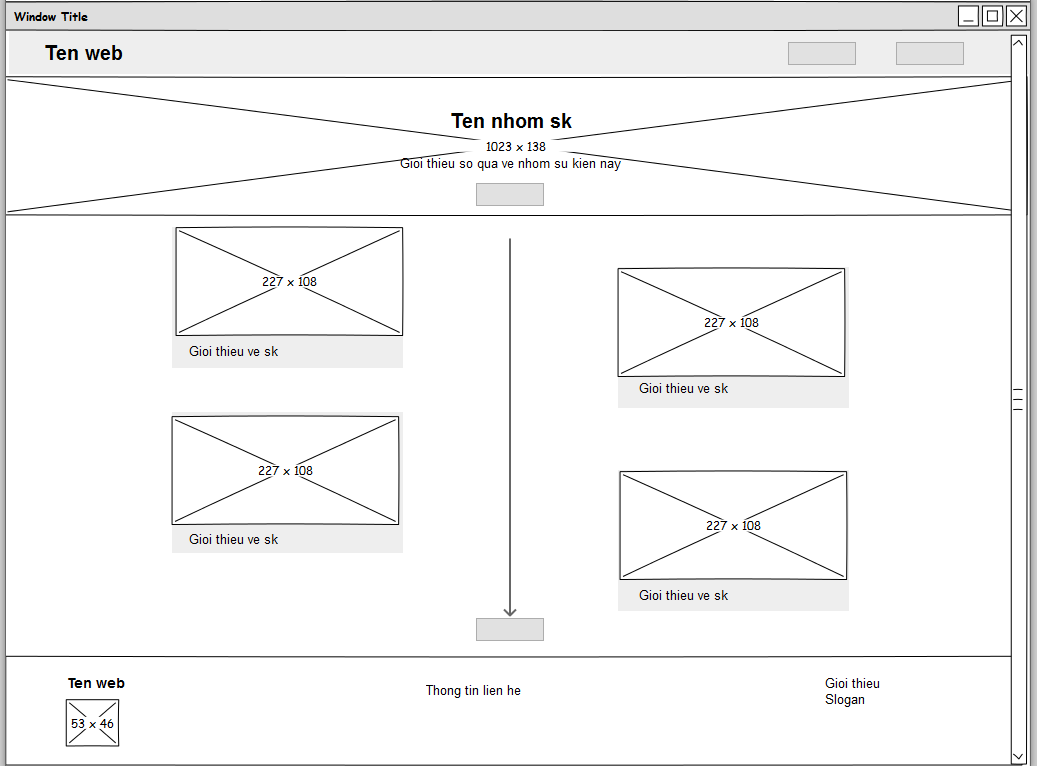 Window Title
Ten web
Ten nhom sk
1023 x 138
Gioi thieu so qua ve nhom su kien nay
227 x 108
Gioi thieu ve sk
227 x 108
Gioi thieu ve sk
227 x 108
Gioi thieu ve sk
227 x 108
Gioi thieu ve sk
Ten web
53 x 46
Thong tin lien he
Gioi thieu
Slogan